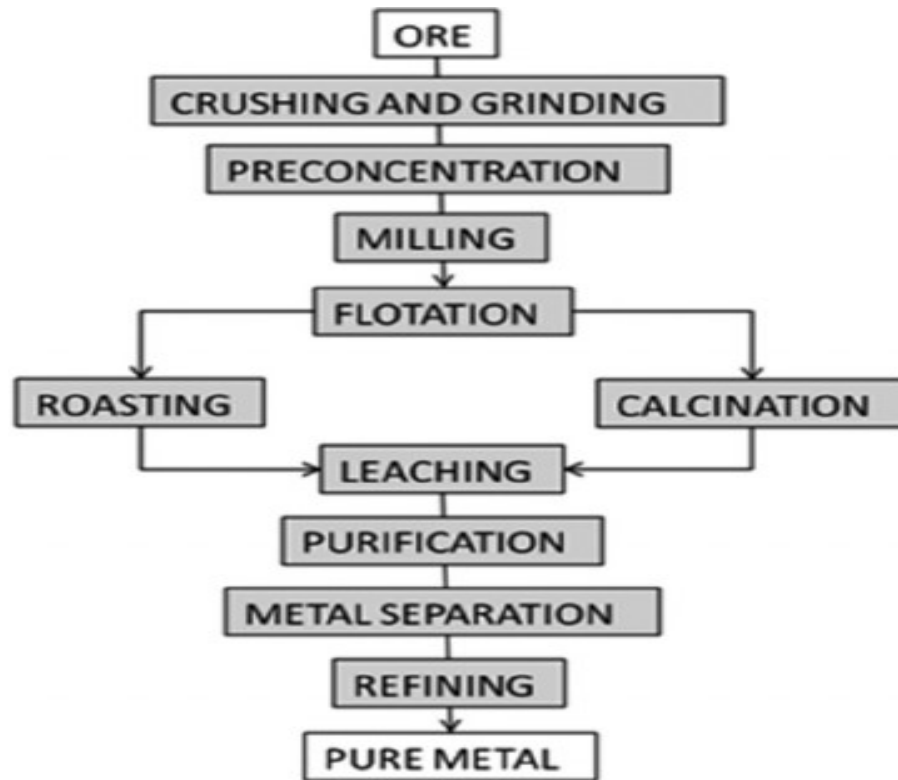 ORE
CRUSHING AND GRINDING
PRECONCENTRATION
MILLING
FLOTATION
ROASTING
CALCINATION
LEACHING
PURIFICATION
METAL SEPARATION
REFINING
PURE METAL